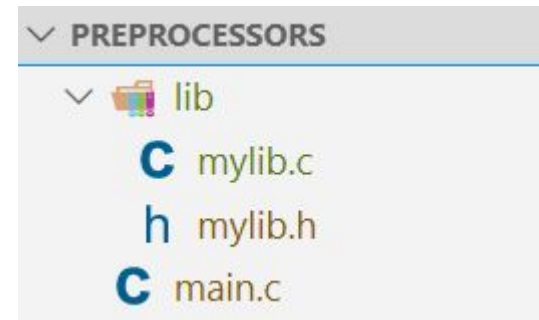 PREPROCESSORS
lib
C mylib.c
h mylib.h
C main.c